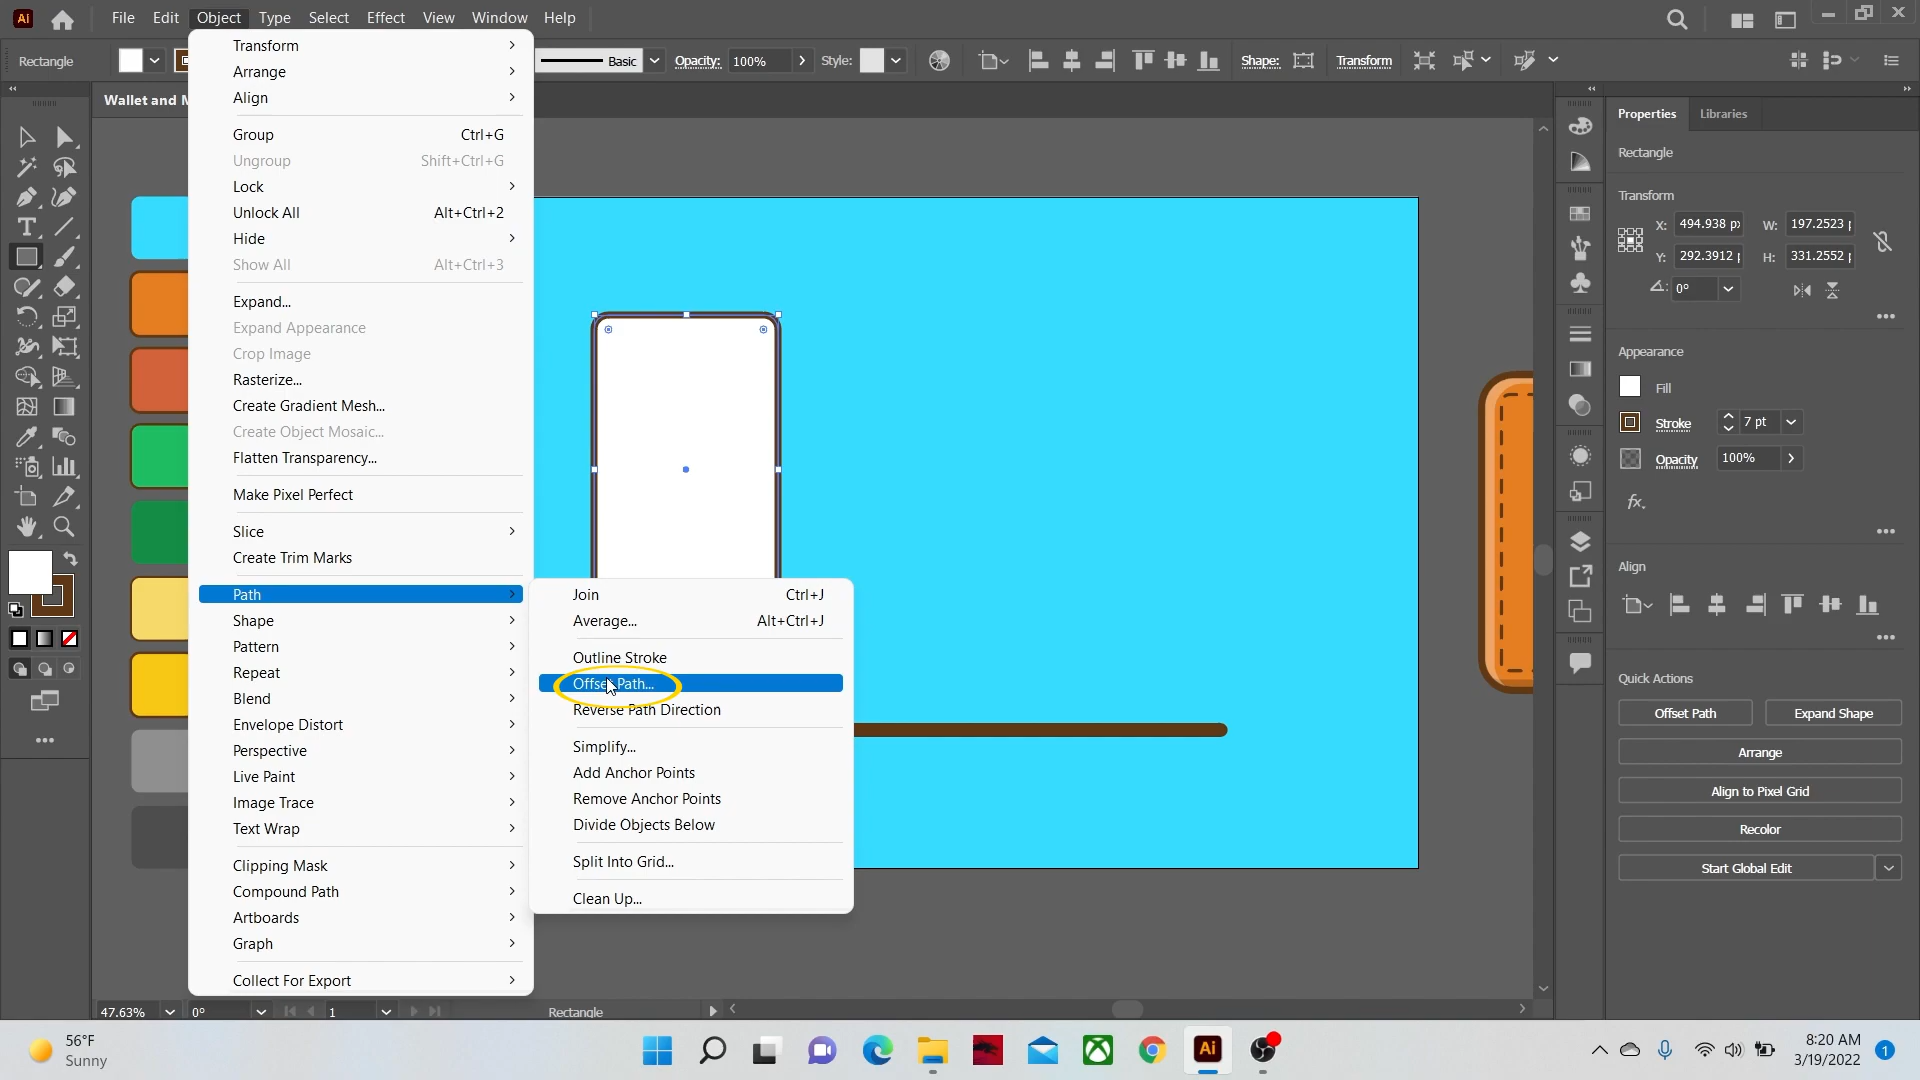 Ai
File Edit Object Type Select Effect View Window Help
Rectangle Basic Opacity: 100% Style: Shape: Transform
Wallet and
Transform
Arrange
Align
Group Ctrl+G
Ungroup Shift+Ctrl+G
Lock
Unlock All Alt+Ctrl+2
Hide
Show All Alt+Ctrl+3
Expand...
Expand Appearance
Crop Image
Rasterize...
Create Gradient Mesh...
Create Object Mosaic...
Flatten Transparency...
Make Pixel Perfect
Slice
Create Trim Marks
Path
Shape
Pattern
Repeat
Blend
Envelope Distort
Perspective
Live Paint
Image Trace
Text Wrap
Clipping Mask
Compound Path
Artboards
Graph
Collect For Export
Join Ctrl+J
Average... Alt+Ctrl+J
Outline Stroke
Offset Path...
Reverse Path Direction
Simplify...
Add Anchor Points
Remove Anchor Points
Divide Objects Below
Split Into Grid...
Clean Up...
Properties Libraries
Rectangle
Transform
X: 494.938 px W: 197.2523
Y: 292.3912 H: 331.2552
0°
Appearance
Fill
Stroke 7 pt
Opacity 100%
fx.
Align
Quick Actions
Offset Path Expand Shape
Arrange
Align to Pixel Grid
Recolor
Start Global Edit
47.63% 0° 1 Rectangle
56°F
Sunny
Ai
8:20 AM
3/19/2022
1